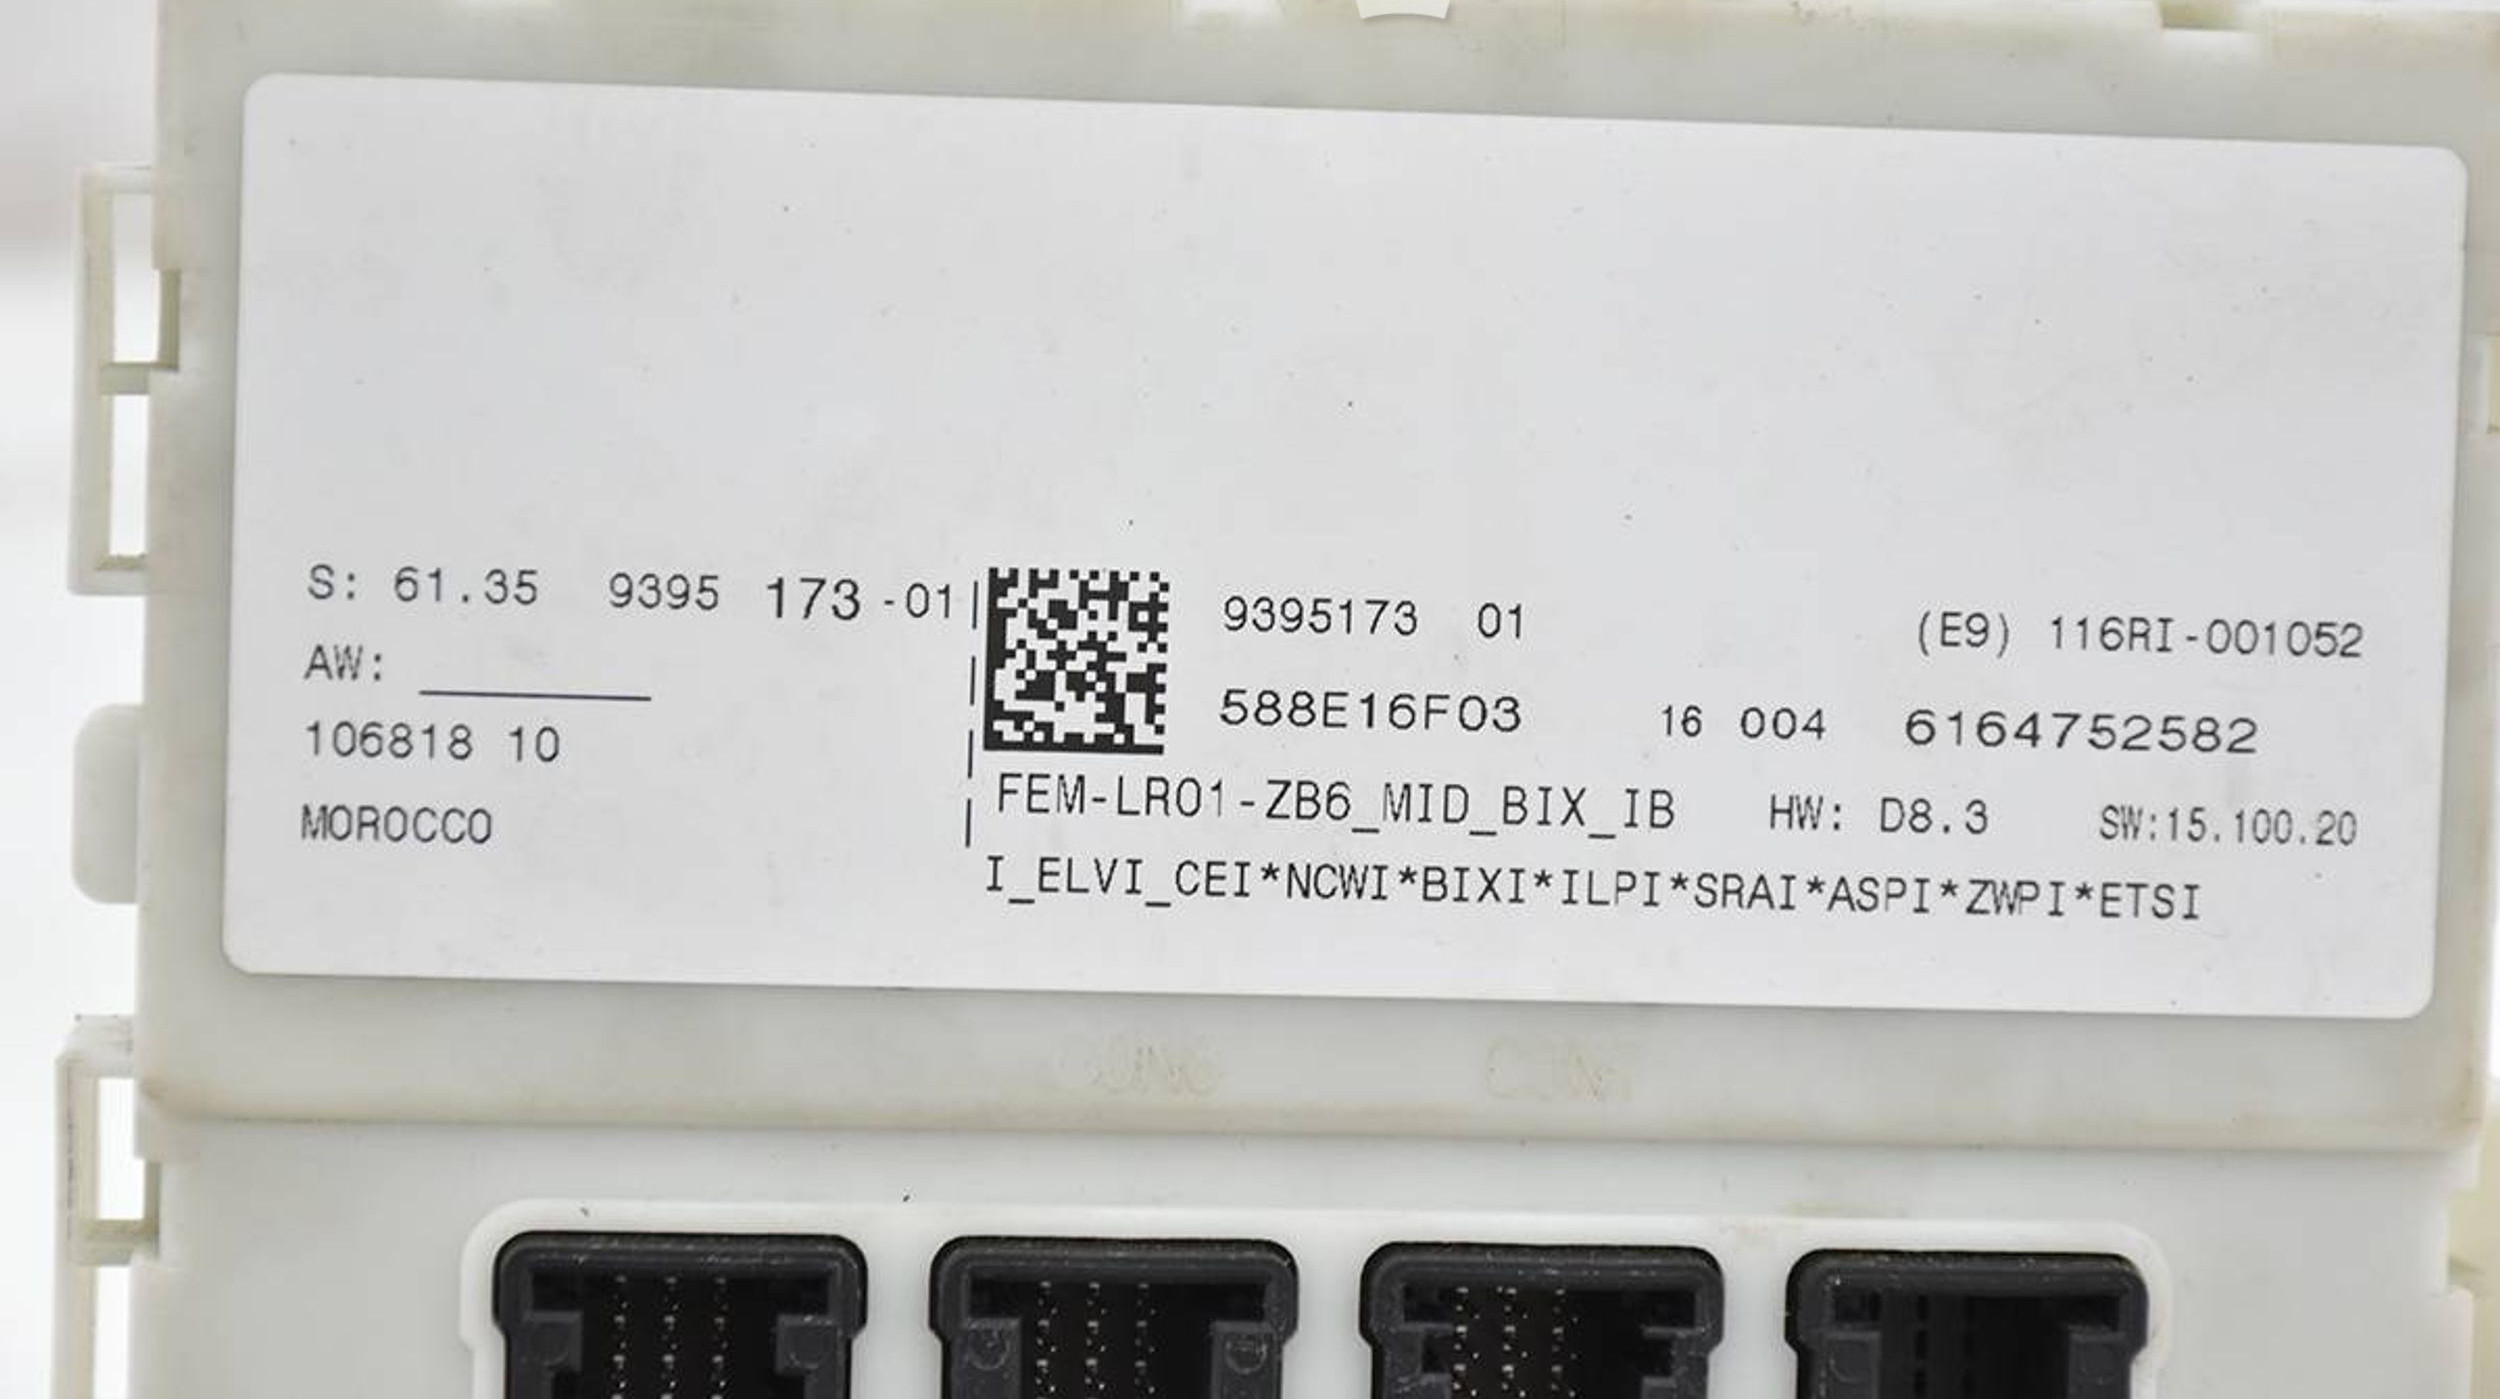 S: 61.35 9395 173 -01
AW:
106818 10
MOROCCO
9395173 01
(E9) 116RI-001052
588E16F03 16 004 6164752582
FEM-LR01-ZB6_MID_BIX_IB HW: D8.3 SW:15.100.20
I_ELVI_CEI*NCWI*BIXI*ILPI*SRAI*ASPI*ZWPI*ETSI